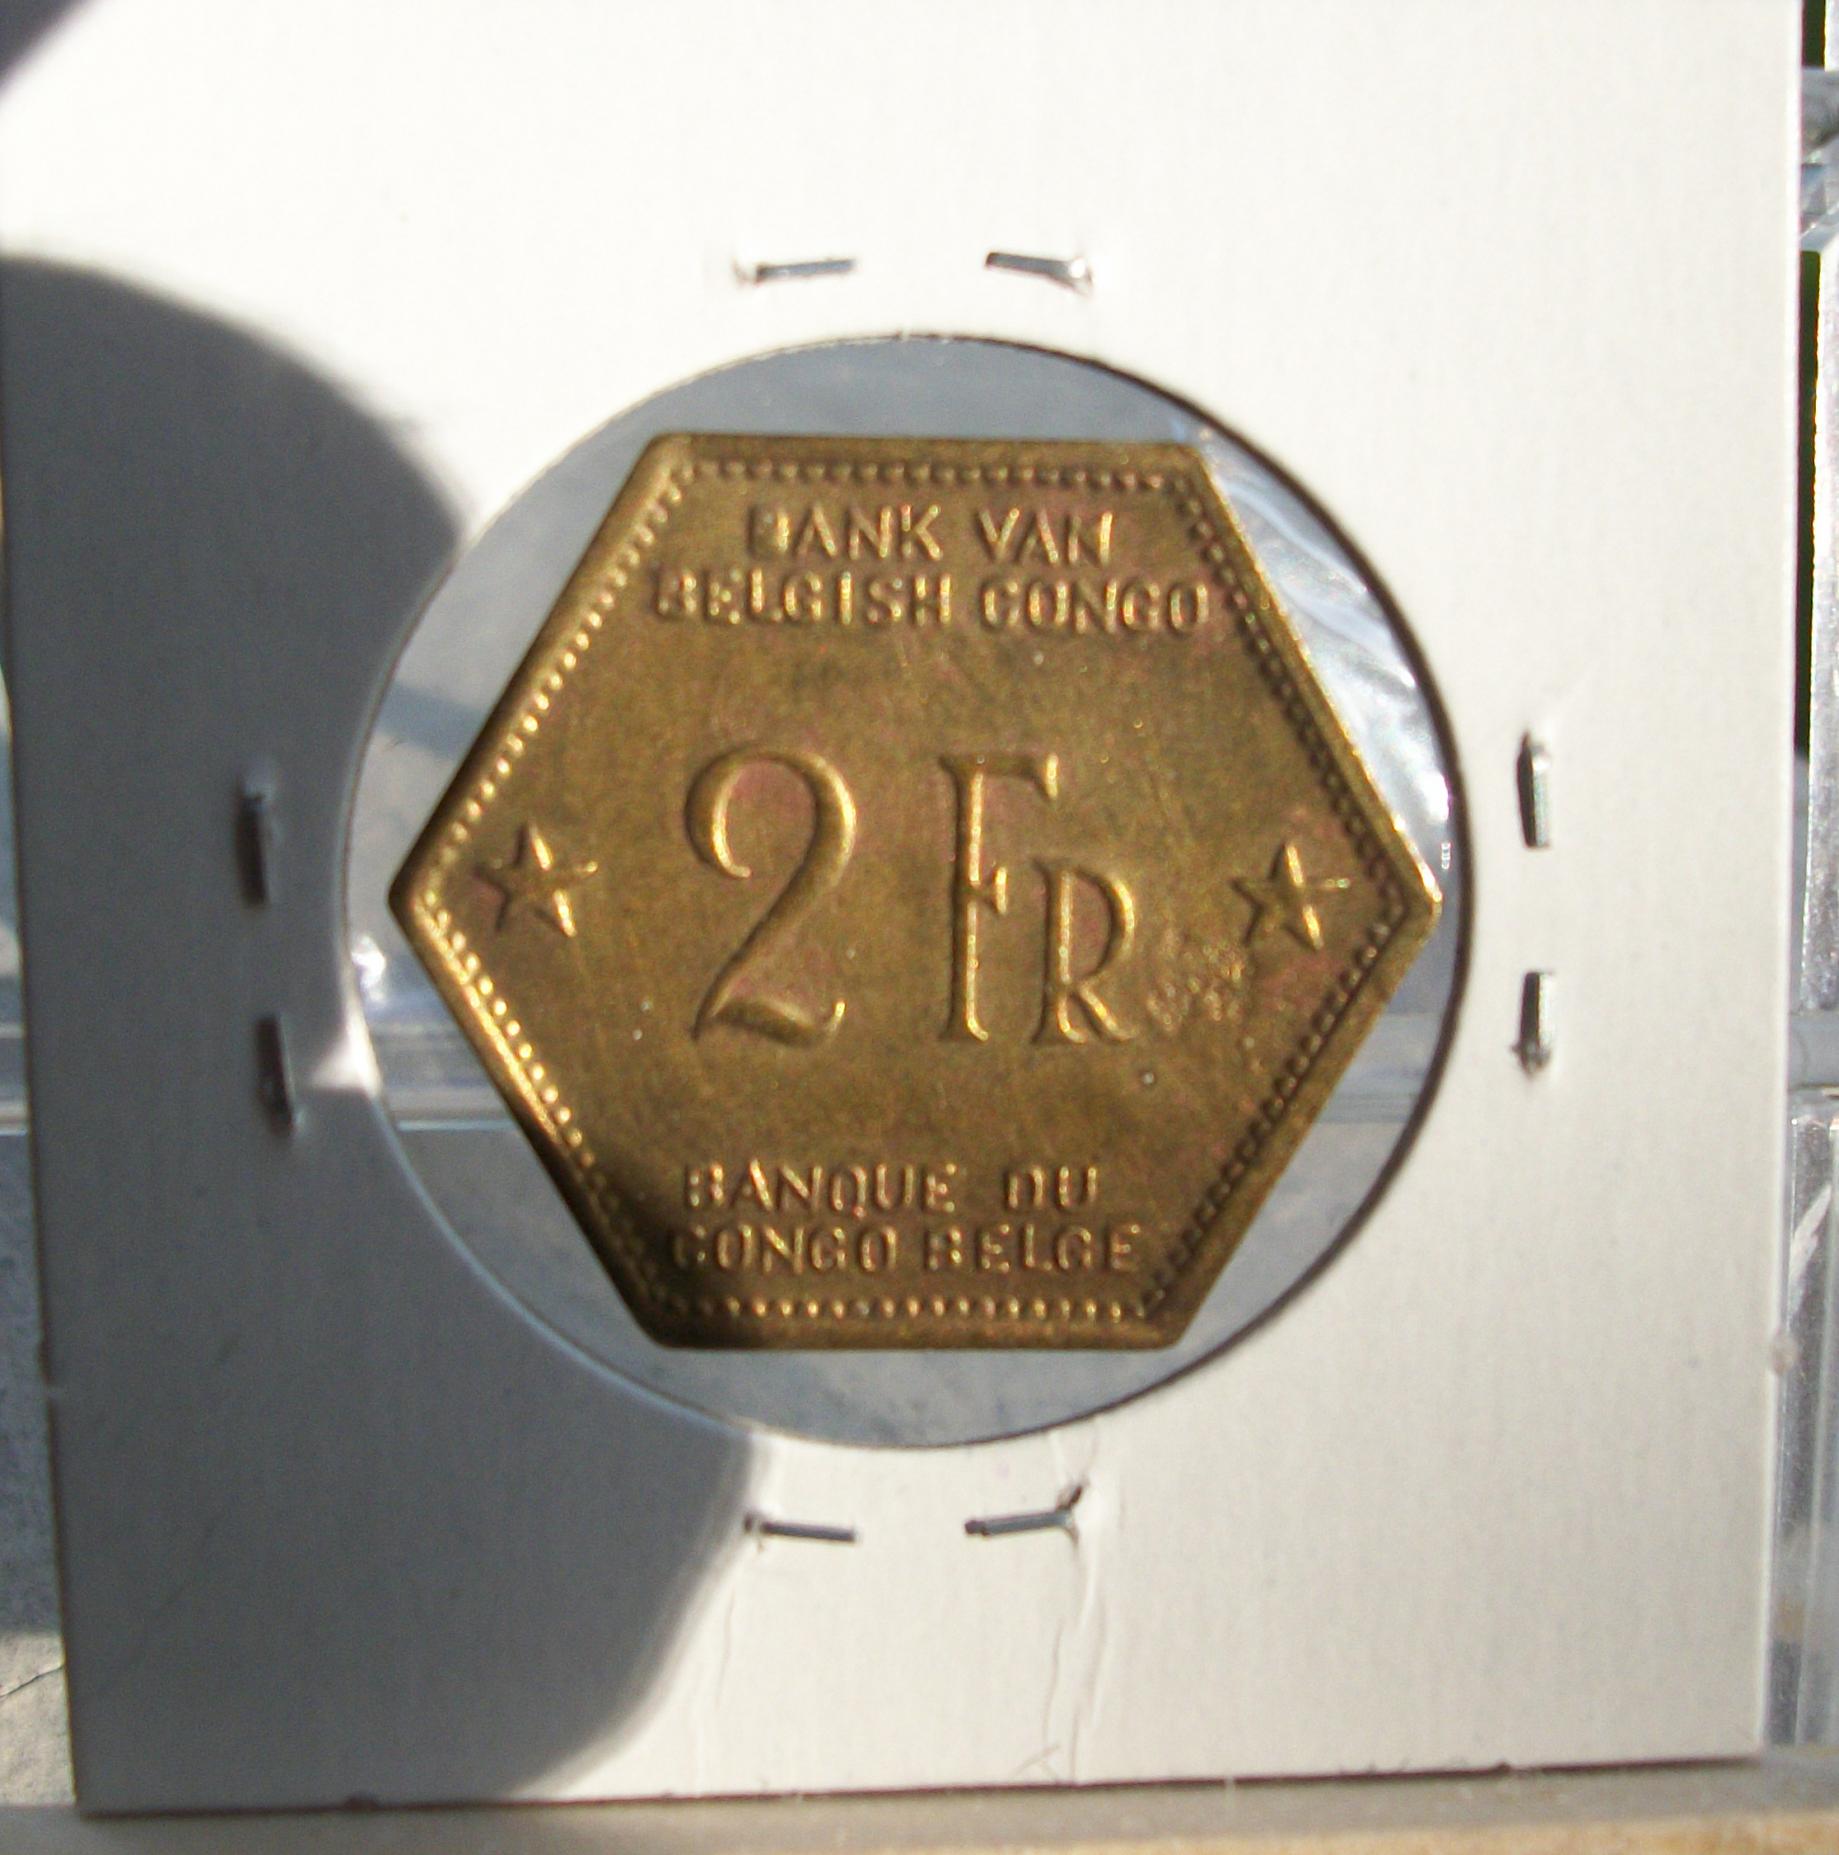 BANK VAN
BELGISH CONGO
2 FR
BANQUE DU
CONGO BELGE